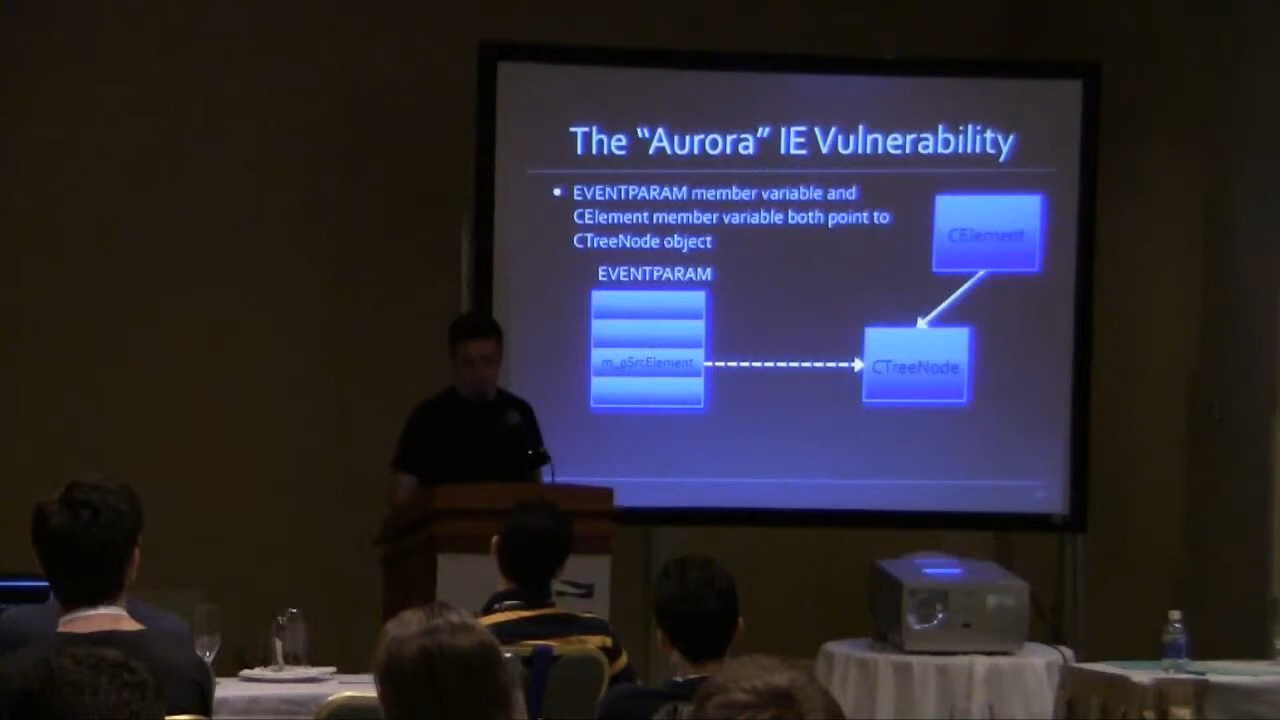 The “Aurora” IE Vulnerability
• EVENTPARAM member variable and
CElement member variable both point to
CTreeNode object
CElement
EVENTPARAM
m_pSrcElement
CTreeNode